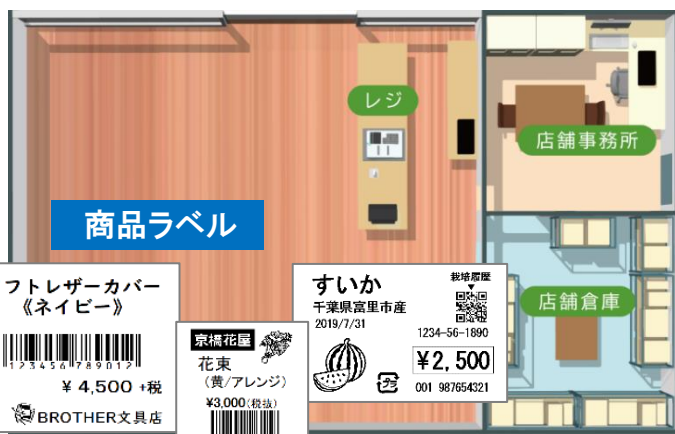 レジ
店舗事務所
商品ラベル
店舗倉庫
フトレザーカバー
《ネイビー》
123456789012
¥ 4,500 +税
BROTHER文具店
京橋花屋
花束
(黄/アレンジ)
¥3,000(税抜)
すいか
千葉県富里市産
2019/7/31
栽培履歴
▼
1234-56-1890
¥2,500
プラ
001 987654321